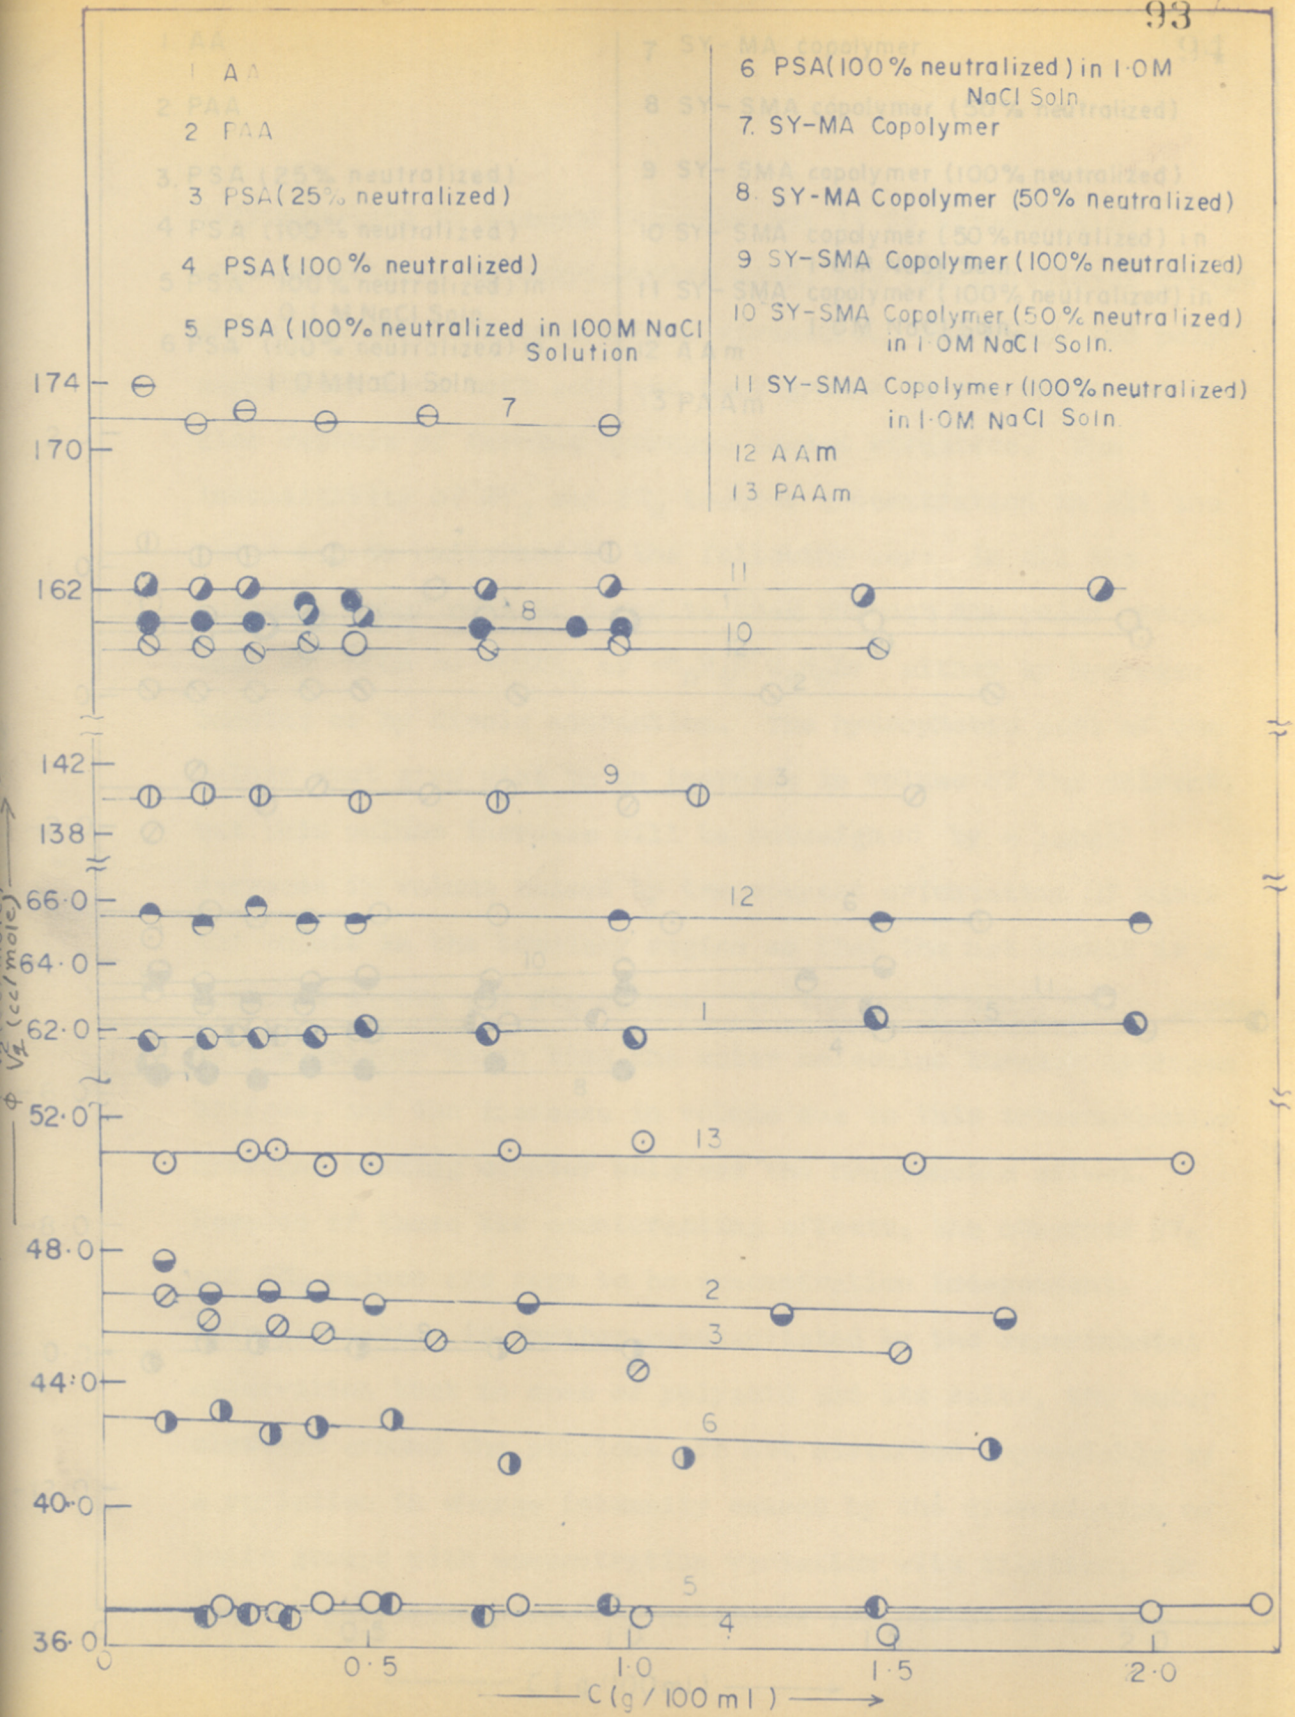 93
1 AA
2 PAA
3 PSA (25% neutralized)
4 PSA (100% neutralized)
5. PSA (100% neutralized in 100M NaCl
Solution
6 PSA (100% neutralized) in 1·0M
NaCl Soln
7. SY-MA Copolymer
8. SY-MA Copolymer (50% neutralized)
9 SY-SMA Copolymer (100% neutralized)
10 SY-SMA Copolymer (50% neutralized)
in 1·0M NaCl Soln.
11 SY-SMA Copolymer (100% neutralized)
in 1·0M NaCl Soln.
12 AAm
13 PAAm
174
7
170
162
11
8
10
142
9
138
66·0
12
64·0
1
62·0
52·0
13
48·0
2
3
44·0
6
40·0
5
4
36·0
0
0·5
1·0
1·5
2·0
C (g/100 ml)
(cc/mole)